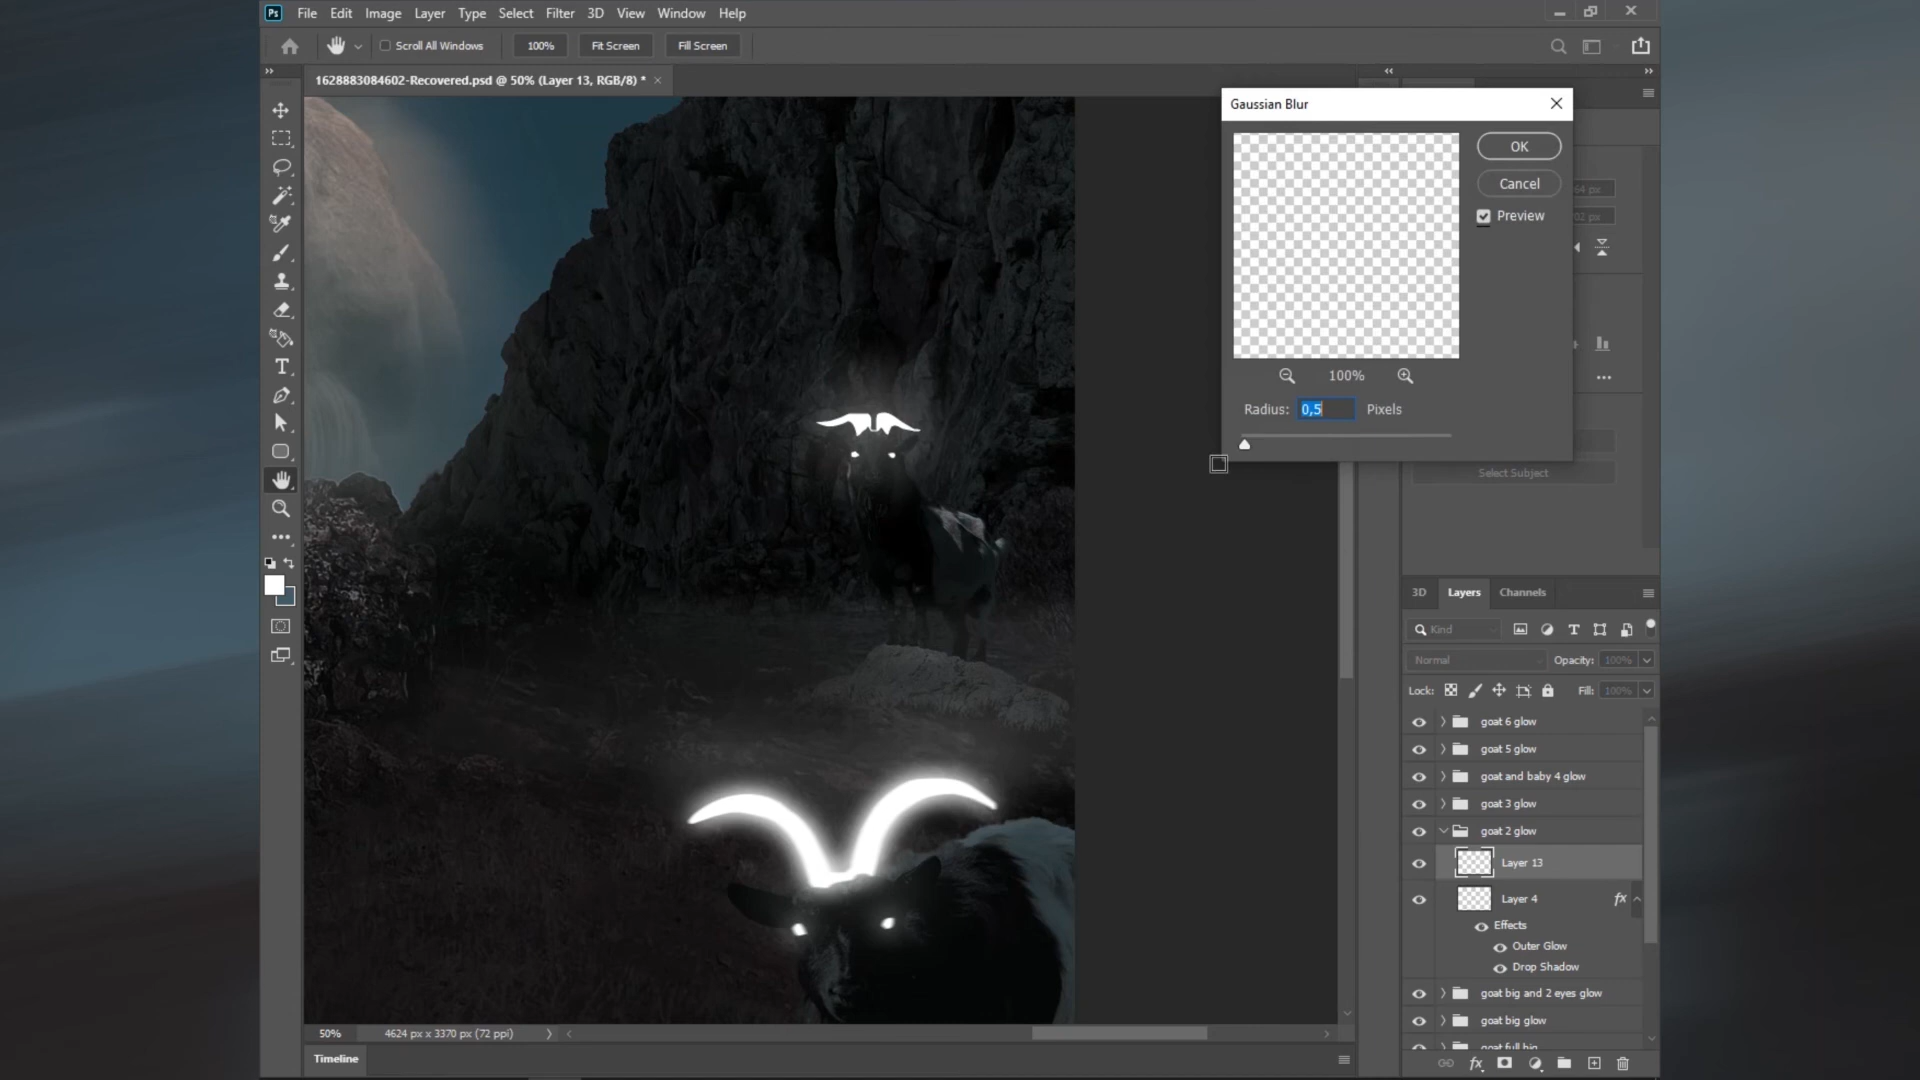 Ps File Edit Image Layer Type Select Filter 3D View Window Help
Scroll All Windows 100% Fit Screen Fill Screen
1628883084602-Recovered.psd @ 50% (Layer 13, RGB/8) *
Gaussian Blur
OK
Cancel
Preview
100%
Radius: 0,5 Pixels
Select Subject
3D Layers Channels
Kind
Normal Opacity: 100%
Lock: Fill: 100%
goat 6 glow
goat 5 glow
goat and baby 4 glow
goat 3 glow
goat 2 glow
Layer 13
Layer 4 fx
Effects
Outer Glow
Drop Shadow
goat big and 2 eyes glow
goat big glow
goat full big
50% 4624 px x 3370 px (72 ppi)
Timeline
fx